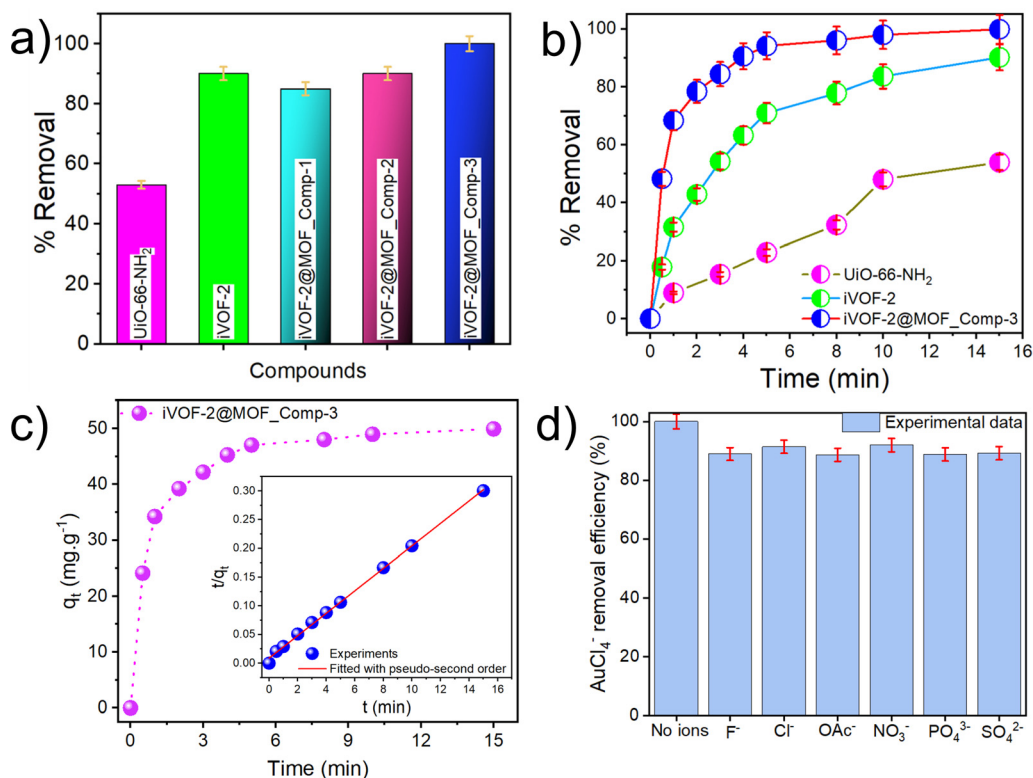 a)
% Removal
100
80
60
40
20
0
UiO-66-NH₂
iVOF-2
iVOF-2@MOF_Comp-1
iVOF-2@MOF_Comp-2
iVOF-2@MOF_Comp-3
Compounds
b)
% Removal
100
80
60
40
20
0
UiO-66-NH₂
iVOF-2
iVOF-2@MOF_Comp-3
0 2 4 6 8 10 12 14 16
Time (min)
c)
iVOF-2@MOF_Comp-3
qₜ (mg.g⁻¹)
50
40
30
20
10
0
t/qₜ
0.30
0.25
0.20
0.15
0.10
0.05
0.00
Experiments
Fitted with pseudo-second order
0 2 4 6 8 10 12 14 16
t (min)
0 3 6 9 12 15
Time (min)
d)
Experimental data
AuCl₄⁻ removal efficiency (%)
100
80
60
40
20
0
No ions F⁻ Cl⁻ OAc⁻ NO₃⁻ PO₄³⁻ SO₄²⁻